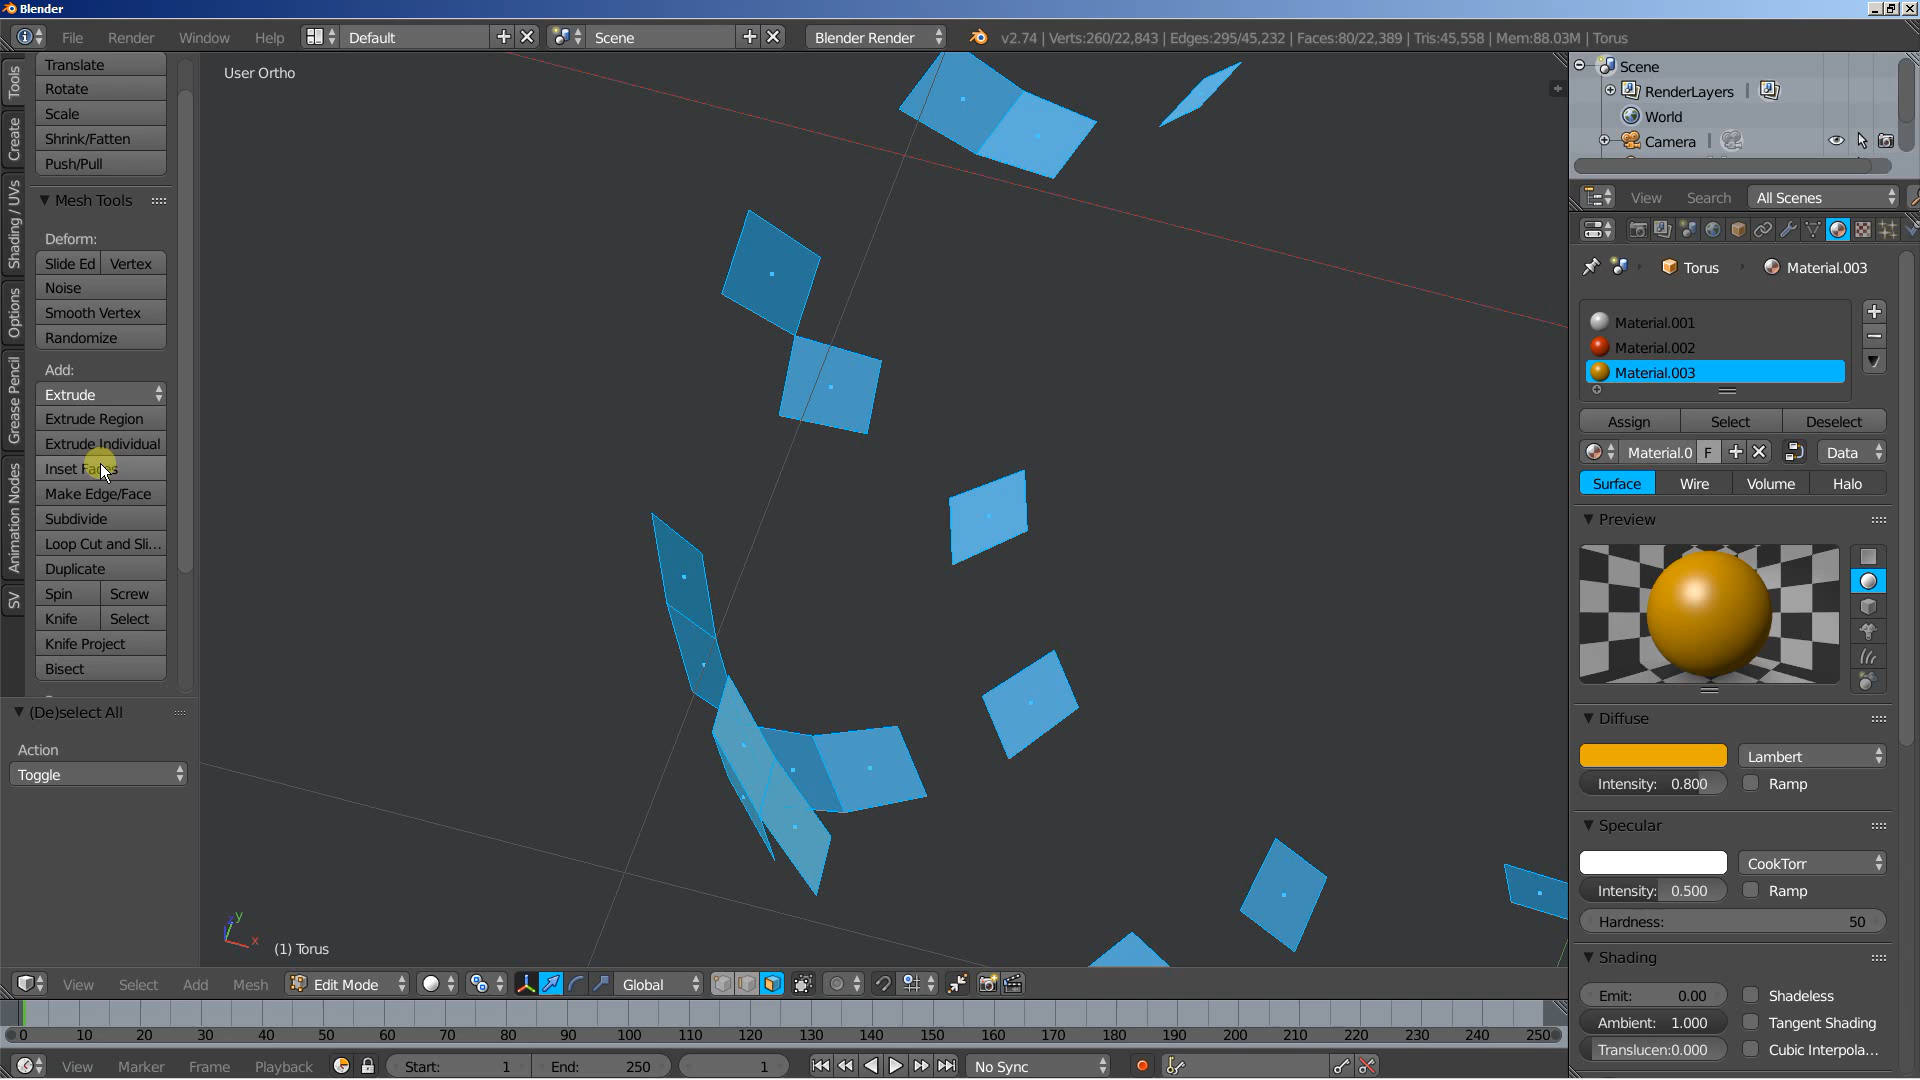 Blender
File Render Window Help Default Scene Blender Render v2.74 | Verts:260/22,843 | Edges:295/45,232 | Faces:80/22,389 | Tris:45,558 | Mem:88.03M | Torus
Tools
Create
Shading / UVs
Options
Grease Pencil
Animation Nodes
SV
Translate
Rotate
Scale
Shrink/Fatten
Push/Pull
Mesh Tools
Deform:
Slide Ed Vertex
Noise
Smooth Vertex
Randomize
Add:
Extrude
Extrude Region
Extrude Individual
Inset Faces
Make Edge/Face
Subdivide
Loop Cut and Sli...
Duplicate
Spin Screw
Knife Select
Knife Project
Bisect
(De)select All
Action
Toggle
User Ortho
y
z
x
(1) Torus
View Select Add Mesh Edit Mode Global
0 10 20 30 40 50 60 70 80 90 100 110 120 130 140 150 160 170 180 190 200 210 220 230 240 250
View Marker Frame Playback Start: 1 End: 250 1 No Sync
Scene
RenderLayers
World
Camera
View Search All Scenes
Torus Material.003
Material.001
Material.002
Material.003
Assign Select Deselect
Material.0 F Data
Surface Wire Volume Halo
Preview
Diffuse
Lambert
Intensity: 0.800 Ramp
Specular
CookTorr
Intensity: 0.500 Ramp
Hardness: 50
Shading
Emit: 0.00 Shadeless
Ambient: 1.000 Tangent Shading
Translucen:0.000 Cubic Interpola...